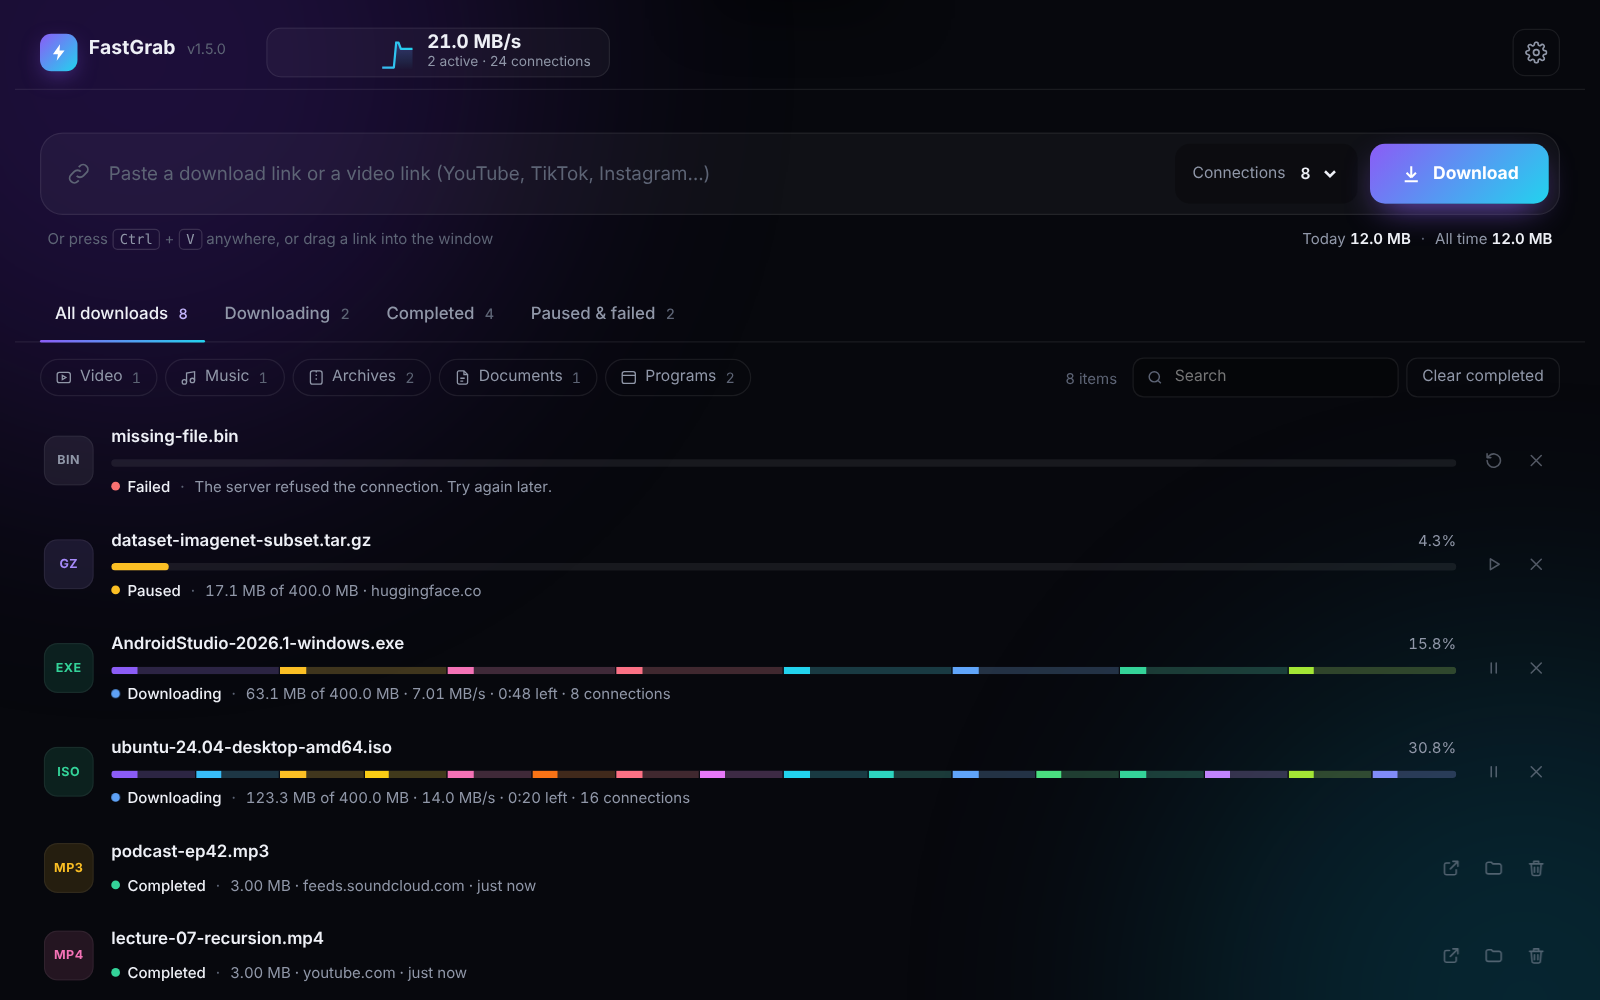 FastGrab v1.5.0
21.0 MB/s
2 active · 24 connections
Paste a download link or a video link (YouTube, TikTok, Instagram...)
Connections 8
Download
Or press Ctrl + V anywhere, or drag a link into the window
Today 12.0 MB · All time 12.0 MB
All downloads 8 Downloading 2 Completed 4 Paused & failed 2
Video 1 Music 1 Archives 2 Documents 1 Programs 2
8 items Search Clear completed
BIN
missing-file.bin
Failed · The server refused the connection. Try again later.
GZ
dataset-imagenet-subset.tar.gz 4.3%
Paused · 17.1 MB of 400.0 MB · huggingface.co
EXE
AndroidStudio-2026.1-windows.exe 15.8%
Downloading · 63.1 MB of 400.0 MB · 7.01 MB/s · 0:48 left · 8 connections
ISO
ubuntu-24.04-desktop-amd64.iso 30.8%
Downloading · 123.3 MB of 400.0 MB · 14.0 MB/s · 0:20 left · 16 connections
MP3
podcast-ep42.mp3
Completed · 3.00 MB · feeds.soundcloud.com · just now
MP4
lecture-07-recursion.mp4
Completed · 3.00 MB · youtube.com · just now